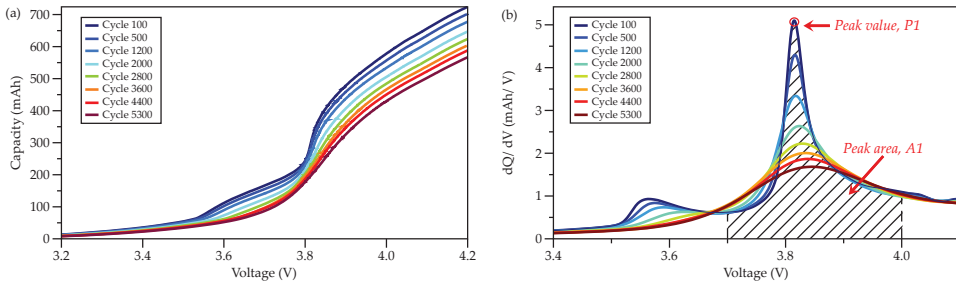 (a)
700
600
500
400
300
200
100
0
Capacity (mAh)
Cycle 100
Cycle 500
Cycle 1200
Cycle 2000
Cycle 2800
Cycle 3600
Cycle 4400
Cycle 5300
3.2 3.4 3.6 3.8 4.0 4.2
Voltage (V)
(b)
5
4
3
2
1
0
dQ/ dV (mAh/ V)
Cycle 100
Cycle 500
Cycle 1200
Cycle 2000
Cycle 2800
Cycle 3600
Cycle 4400
Cycle 5300
Peak value, P1
Peak area, A1
3.4 3.6 3.8 4.0
Voltage (V)